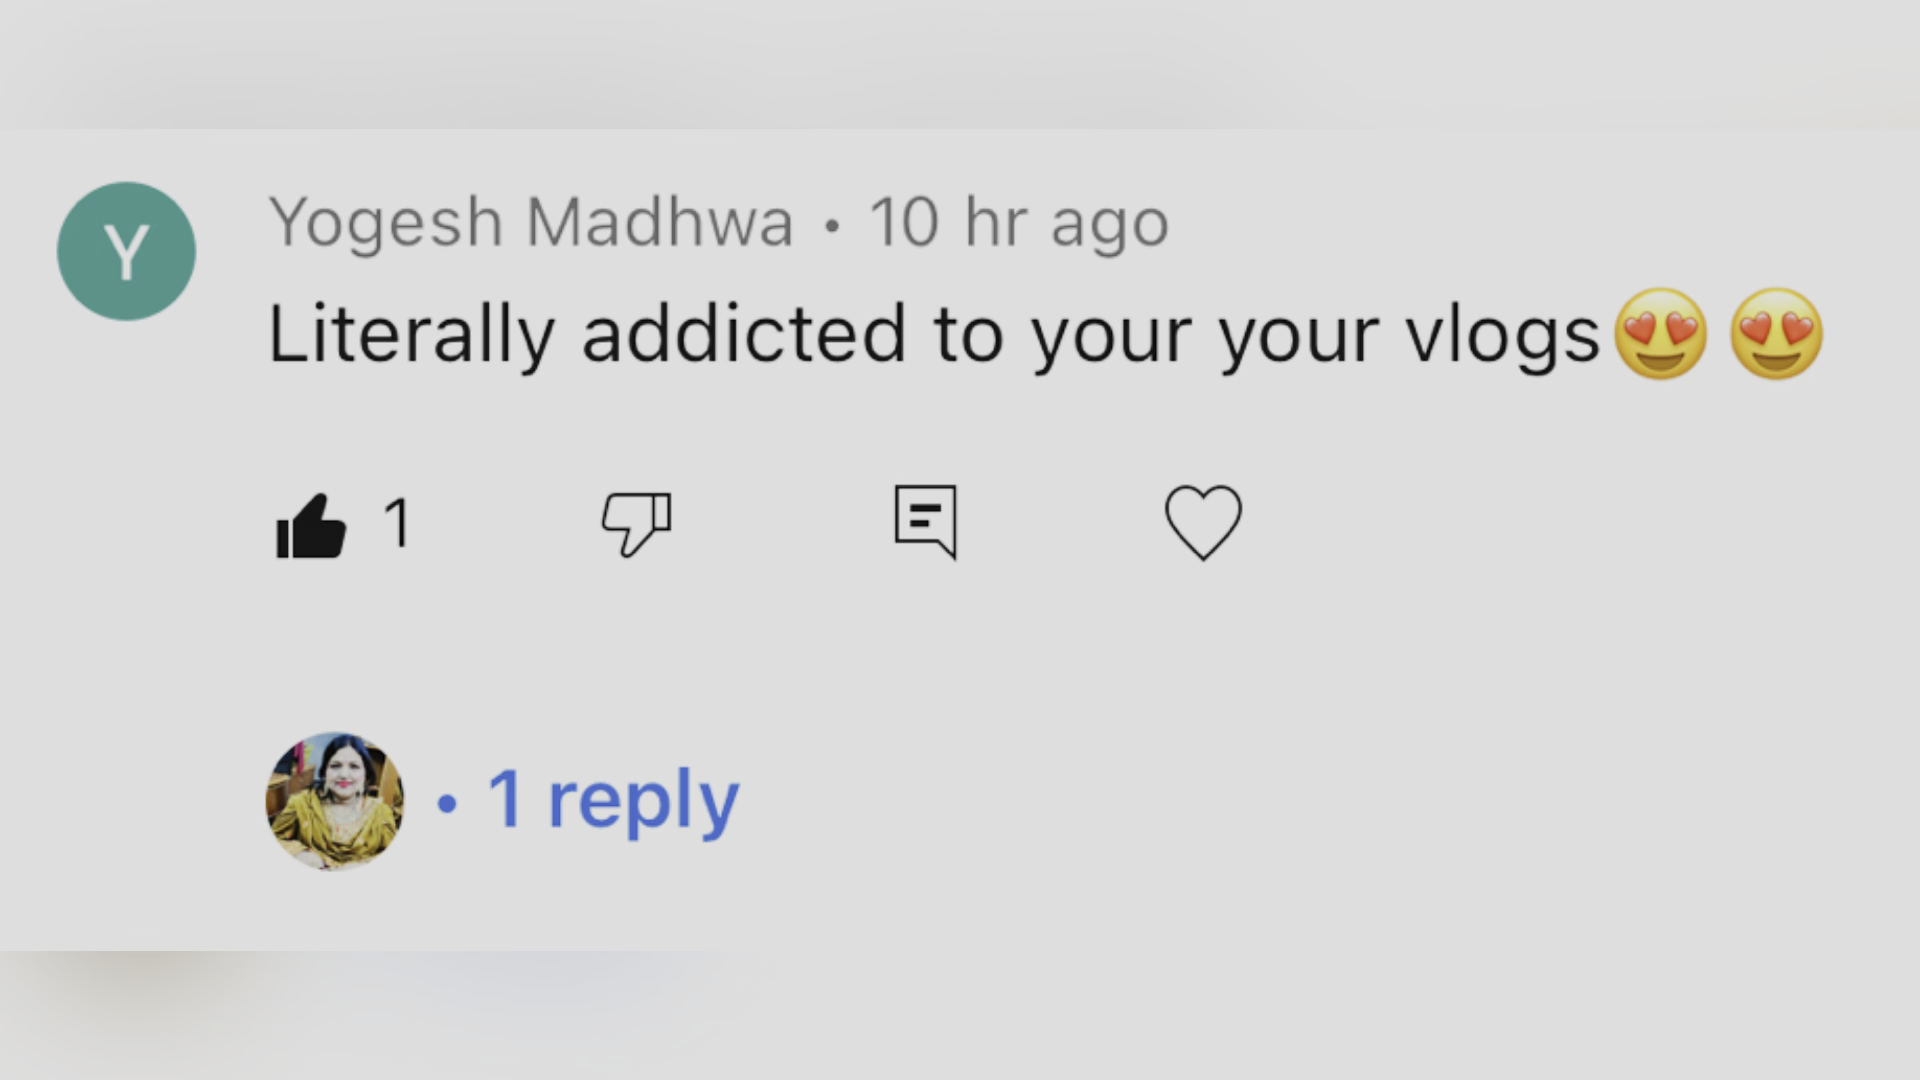 Y
Yogesh Madhwa • 10 hr ago
Literally addicted to your your vlogs😍😍
1
• 1 reply